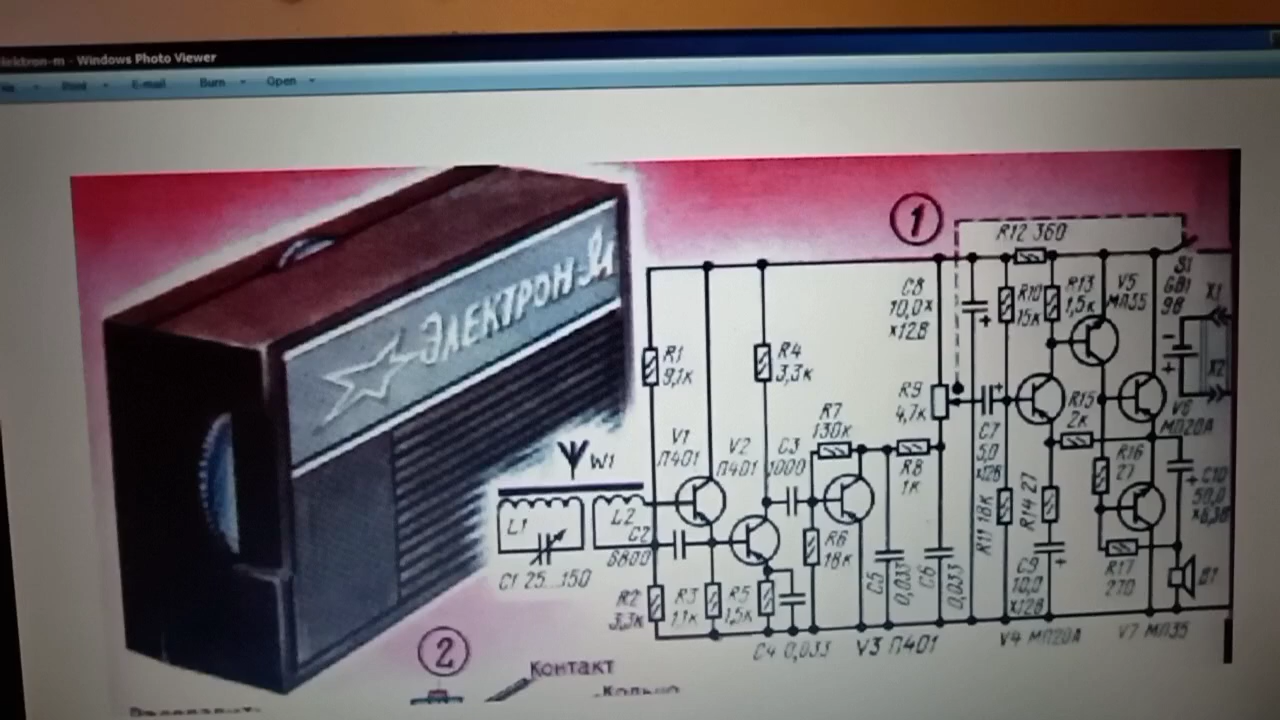 lektron-m - Windows Photo Viewer
Print E-mail Burn Open
ЭЛЕКТРОН-М
1
R12 360
S1
GB1
9В
X1
X2
C8
10,0×
×12В
R10
15к
R13
1,5к
V5
МП35
R1
9,1к
R4
3,3к
R9
4,7к
R15
2к
V6
МП20А
R7
130к
V1
П401
V2
П401
C3
1000
R8
1к
C7
5,0
×12В
R16
27
C10
50,0
×6,3В
W1
L1
L2
C2
6800
R6
18к
R11 18к
R14 27
C1 25...150
C5
0,033
C6
0,033
C9
10,0
×12В
R17
270
B1
R2
3,3к
R3
1,1к
R5
1,5к
C4 0,033
V3 П401
V4 МП20А
V7 МП35
2
Контакт
Кольцо